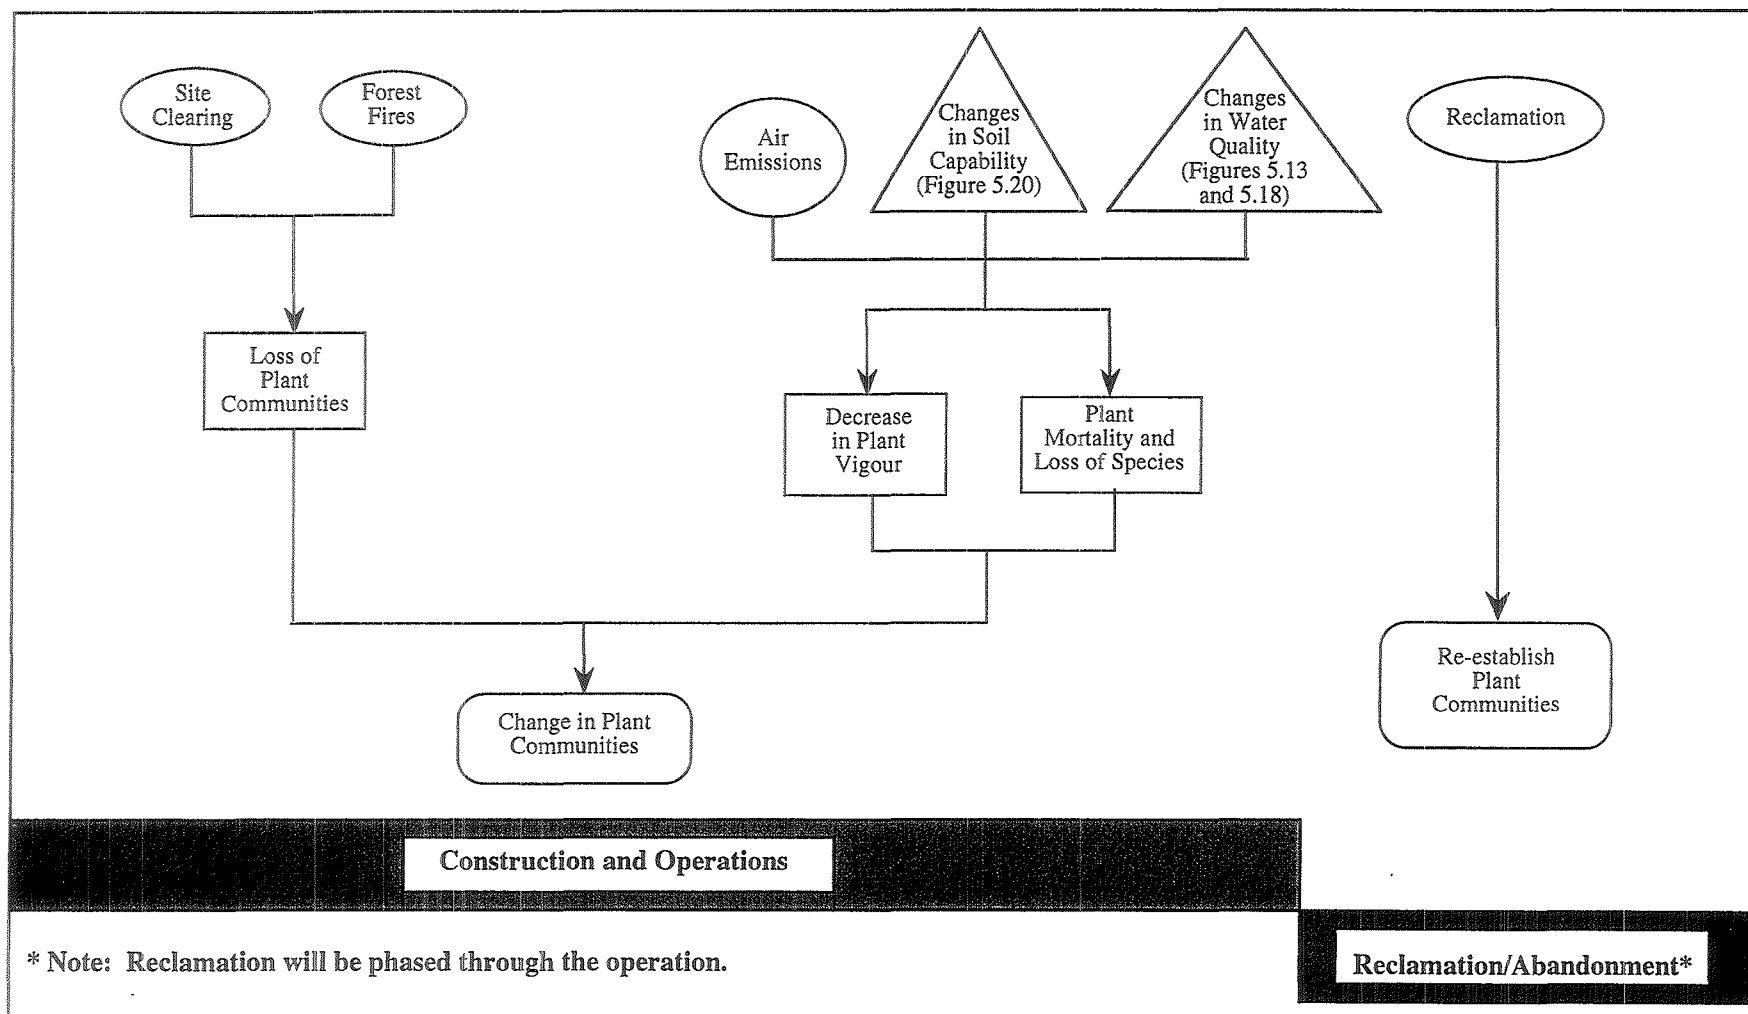 Site
Clearing
Forest
Fires
Air
Emissions
Changes
in Soil
Capability
(Figure 5.20)
Changes
in Water
Quality
(Figures 5.13
and 5.18)
Reclamation
Loss of
Plant
Communities
Decrease
in Plant
Vigour
Plant
Mortality and
Loss of Species
Change in Plant
Communities
Re-establish
Plant
Communities
Construction and Operations
* Note: Reclamation will be phased through the operation.
Reclamation/Abandonment*